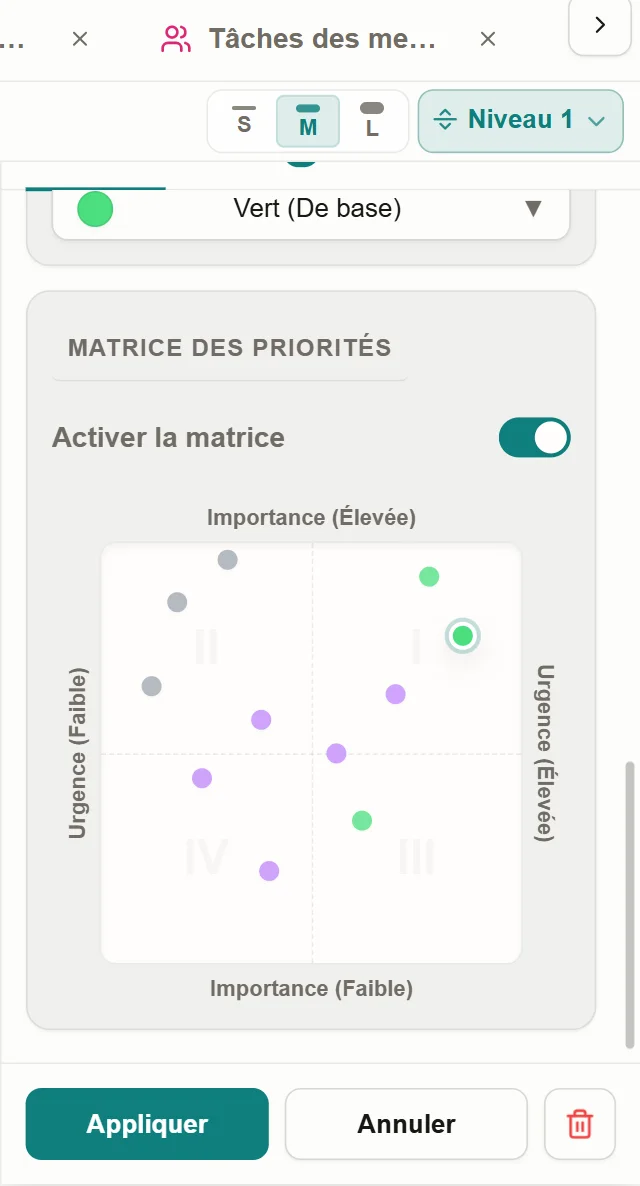 ... Tâches des me...
S M L Niveau 1
Vert (De base)
MATRICE DES PRIORITÉS
Activer la matrice
Importance (Élevée)
II I
Urgence (Faible)
Urgence (Élevée)
IV III
Importance (Faible)
Appliquer Annuler